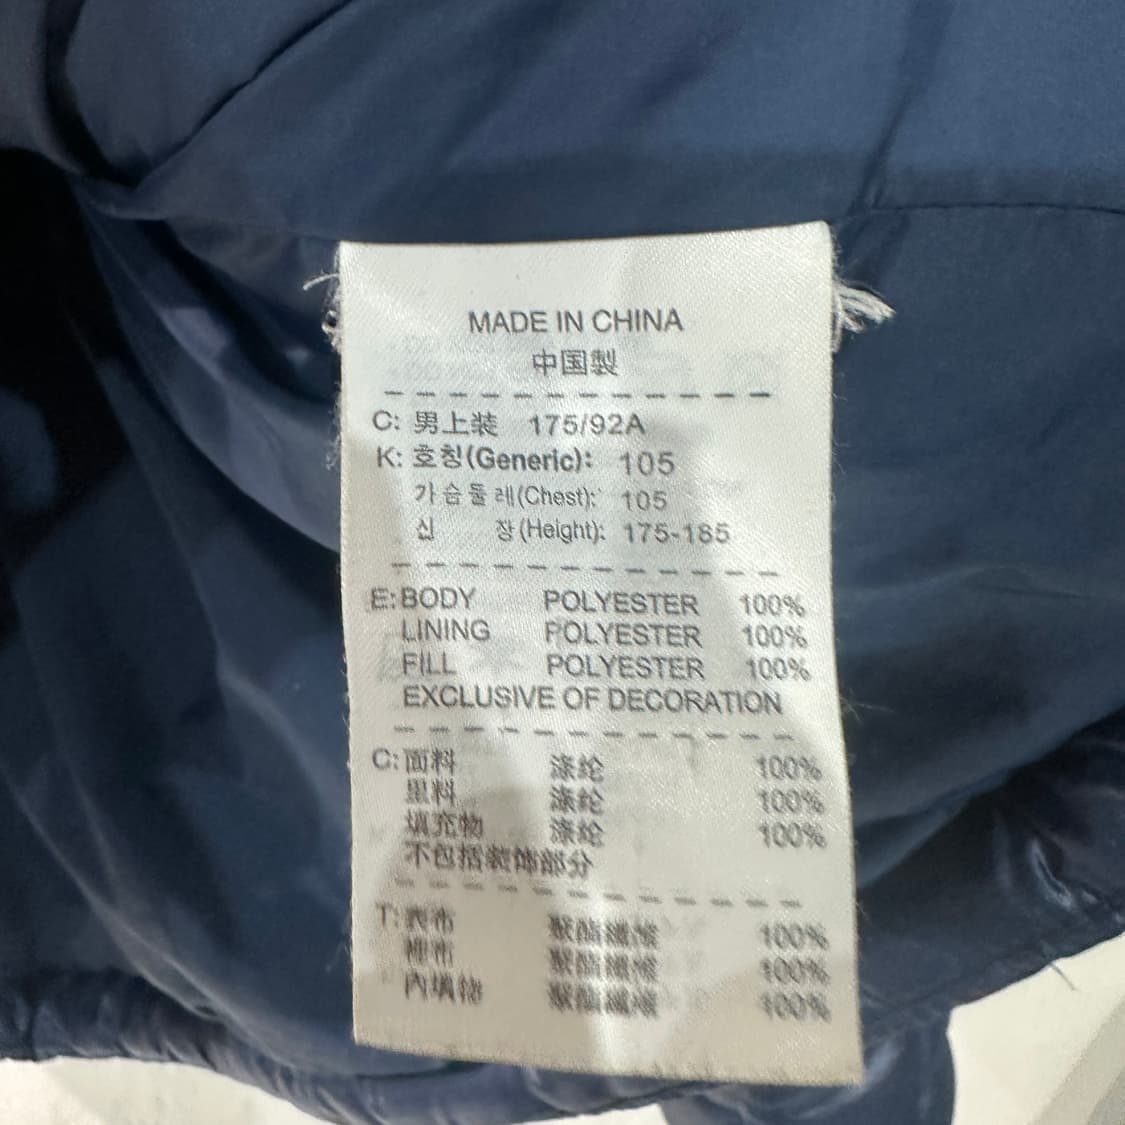 MADE IN CHINA
中国製
C: 男上装 175/92A
K: 호칭(Generic): 105
가슴둘레(Chest): 105
신 장(Height): 175-185
E: BODY POLYESTER 100%
LINING POLYESTER 100%
FILL POLYESTER 100%
EXCLUSIVE OF DECORATION
C: 面料 涤纶 100%
里料 涤纶 100%
填充物 涤纶 100%
不包括装饰部分
T: 表布 聚酯纖維 100%
裡布 聚酯纖維 100%
內填物 聚酯纖維 100%